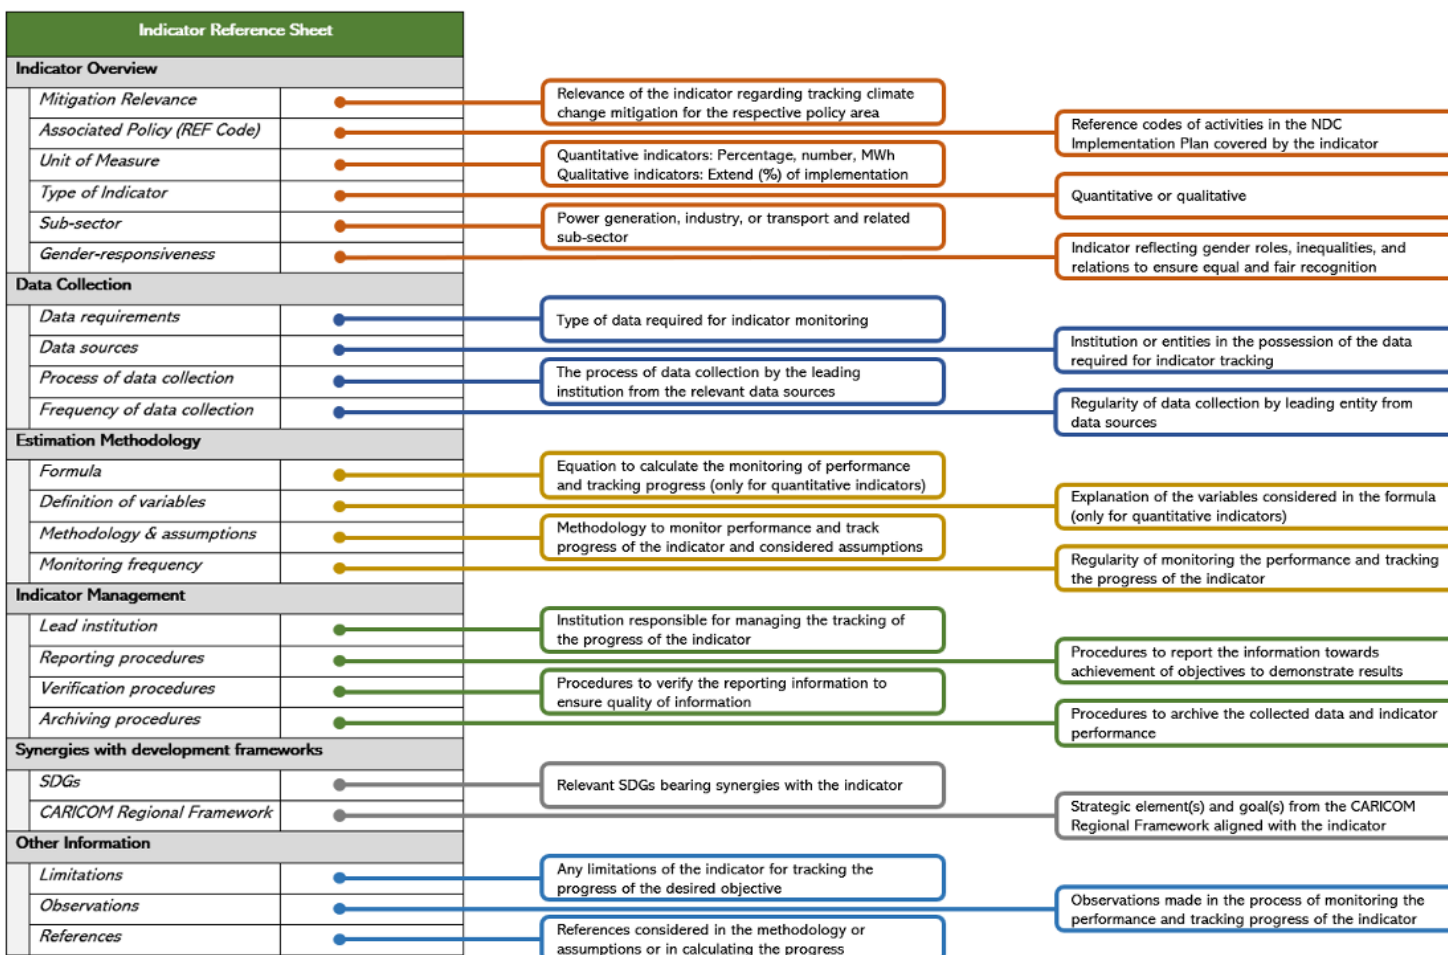 Indicator Reference Sheet
Indicator Overview
Mitigation Relevance
Relevance of the indicator regarding tracking climate
change mitigation for the respective policy area
Associated Policy (REF Code)
Reference codes of activities in the NDC
Implementation Plan covered by the indicator
Unit of Measure
Quantitative indicators: Percentage, number, MWh
Qualitative indicators: Extend (%) of implementation
Type of Indicator
Quantitative or qualitative
Sub-sector
Power generation, industry, or transport and related
sub-sector
Gender-responsiveness
Indicator reflecting gender roles, inequalities, and
relations to ensure equal and fair recognition
Data Collection
Data requirements
Type of data required for indicator monitoring
Data sources
Institution or entities in the possession of the data
required for indicator tracking
Process of data collection
The process of data collection by the leading
institution from the relevant data sources
Frequency of data collection
Regularity of data collection by leading entity from
data sources
Estimation Methodology
Formula
Equation to calculate the monitoring of performance
and tracking progress (only for quantitative indicators)
Definition of variables
Explanation of the variables considered in the formula
(only for quantitative indicators)
Methodology & assumptions
Methodology to monitor performance and track
progress of the indicator and considered assumptions
Monitoring frequency
Regularity of monitoring the performance and tracking
the progress of the indicator
Indicator Management
Lead institution
Institution responsible for managing the tracking of
the progress of the indicator
Reporting procedures
Procedures to report the information towards
achievement of objectives to demonstrate results
Verification procedures
Procedures to verify the reporting information to
ensure quality of information
Archiving procedures
Procedures to archive the collected data and indicator
performance
Synergies with development frameworks
SDGs
Relevant SDGs bearing synergies with the indicator
CARICOM Regional Framework
Strategic element(s) and goal(s) from the CARICOM
Regional Framework aligned with the indicator
Other Information
Limitations
Any limitations of the indicator for tracking the
progress of the desired objective
Observations
Observations made in the process of monitoring the
performance and tracking progress of the indicator
References
References considered in the methodology or
assumptions or in calculating the progress